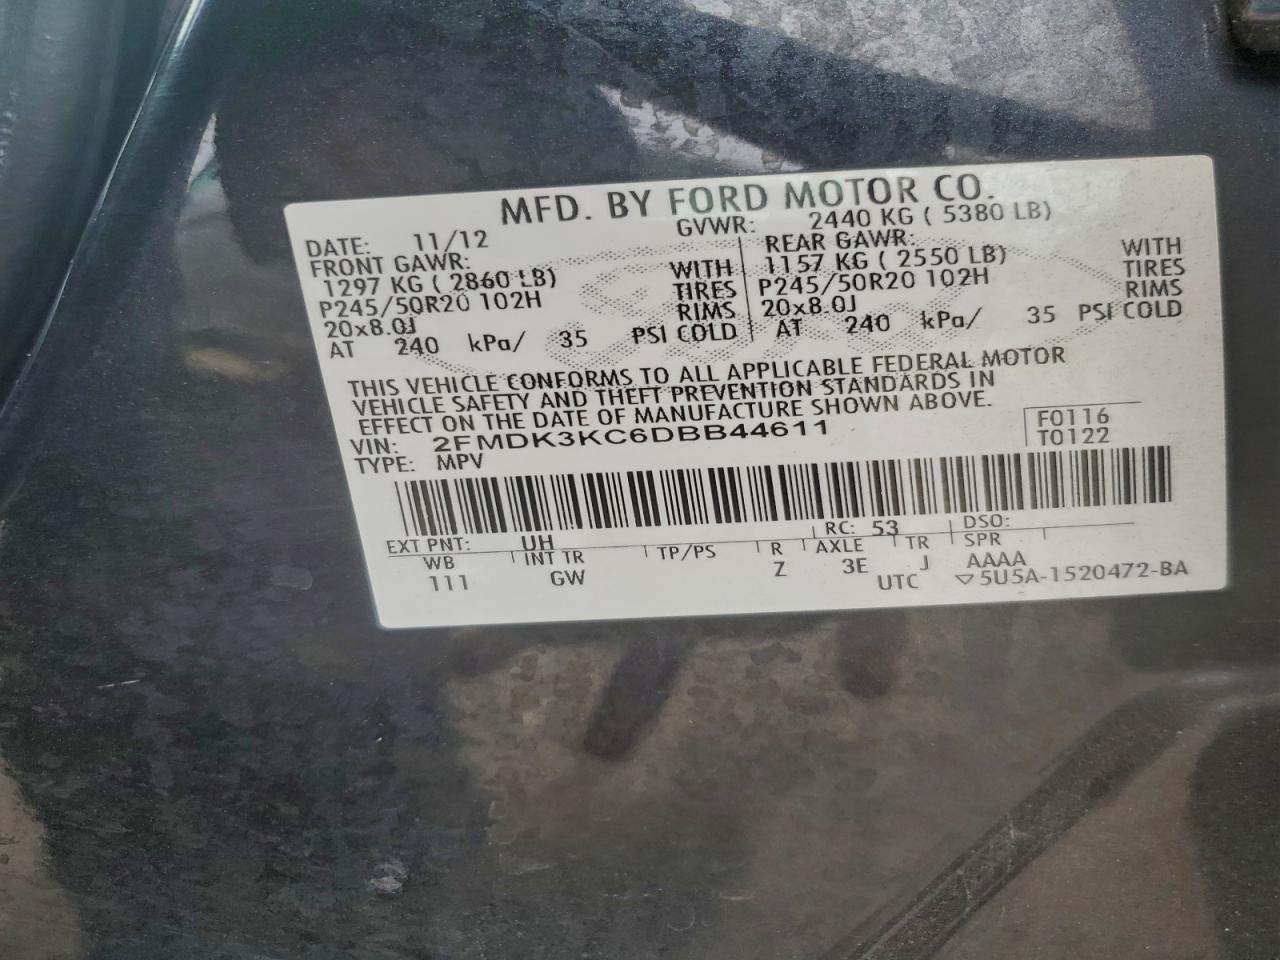 MFD. BY FORD MOTOR CO.
DATE: 11/12 GVWR: 2440 KG ( 5380 LB)
FRONT GAWR: REAR GAWR:
1297 KG ( 2860 LB) WITH 1157 KG ( 2550 LB) WITH
P245/50R20 102H TIRES P245/50R20 102H TIRES
20x8.0J RIMS 20x8.0J RIMS
AT 240 kPa/ 35 PSI COLD AT 240 kPa/ 35 PSI COLD
THIS VEHICLE CONFORMS TO ALL APPLICABLE FEDERAL MOTOR
VEHICLE SAFETY AND THEFT PREVENTION STANDARDS IN
EFFECT ON THE DATE OF MANUFACTURE SHOWN ABOVE.
VIN: 2FMDK3KC6DBB44611 F0116
TYPE: MPV T0122
EXT PNT: UH RC: 53 DSO:
WB INT TR TP/PS R AXLE TR SPR
111 GW Z 3E J AAAA
UTC ▽5U5A-1520472-BA